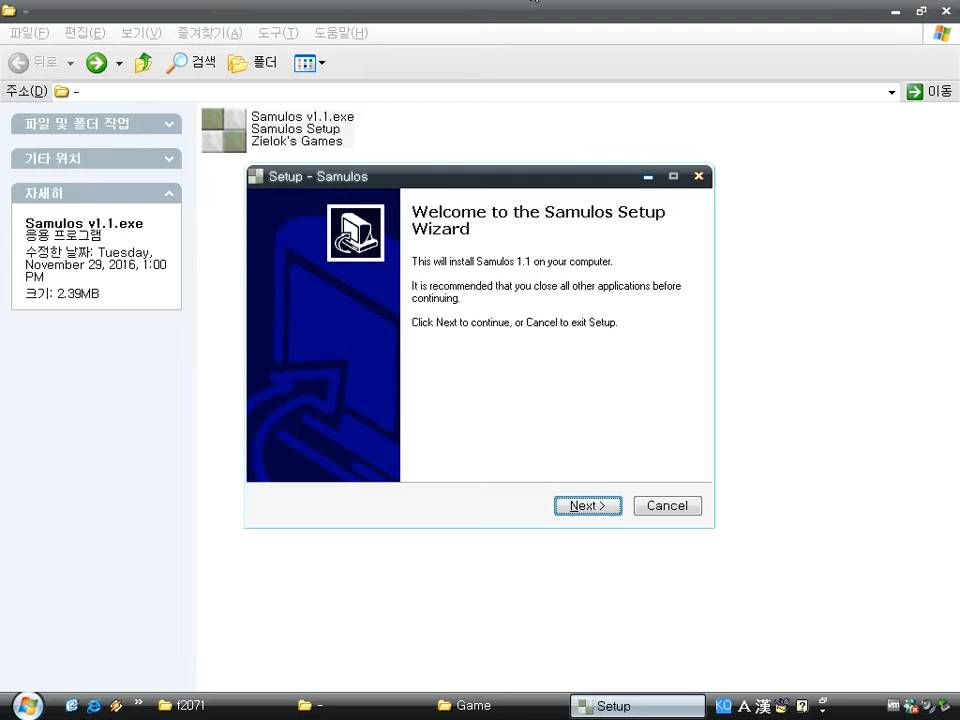 파일(F) 편집(E) 보기(V) 즐겨찾기(A) 도구(T) 도움말(H)
뒤로 검색 폴더
주소(D) - 이동
파일 및 폴더 작업
기타 위치
자세히
Samulos v1.1.exe
응용 프로그램
수정한 날짜: Tuesday,
November 29, 2016, 1:00
PM
크기: 2.39MB
Samulos v1.1.exe
Samulos Setup
Zielok's Games
Setup - Samulos
Welcome to the Samulos Setup
Wizard
This will install Samulos 1.1 on your computer.
It is recommended that you close all other applications before
continuing.
Click Next to continue, or Cancel to exit Setup.
Next > Cancel
f2071 - Game Setup KO A 漢